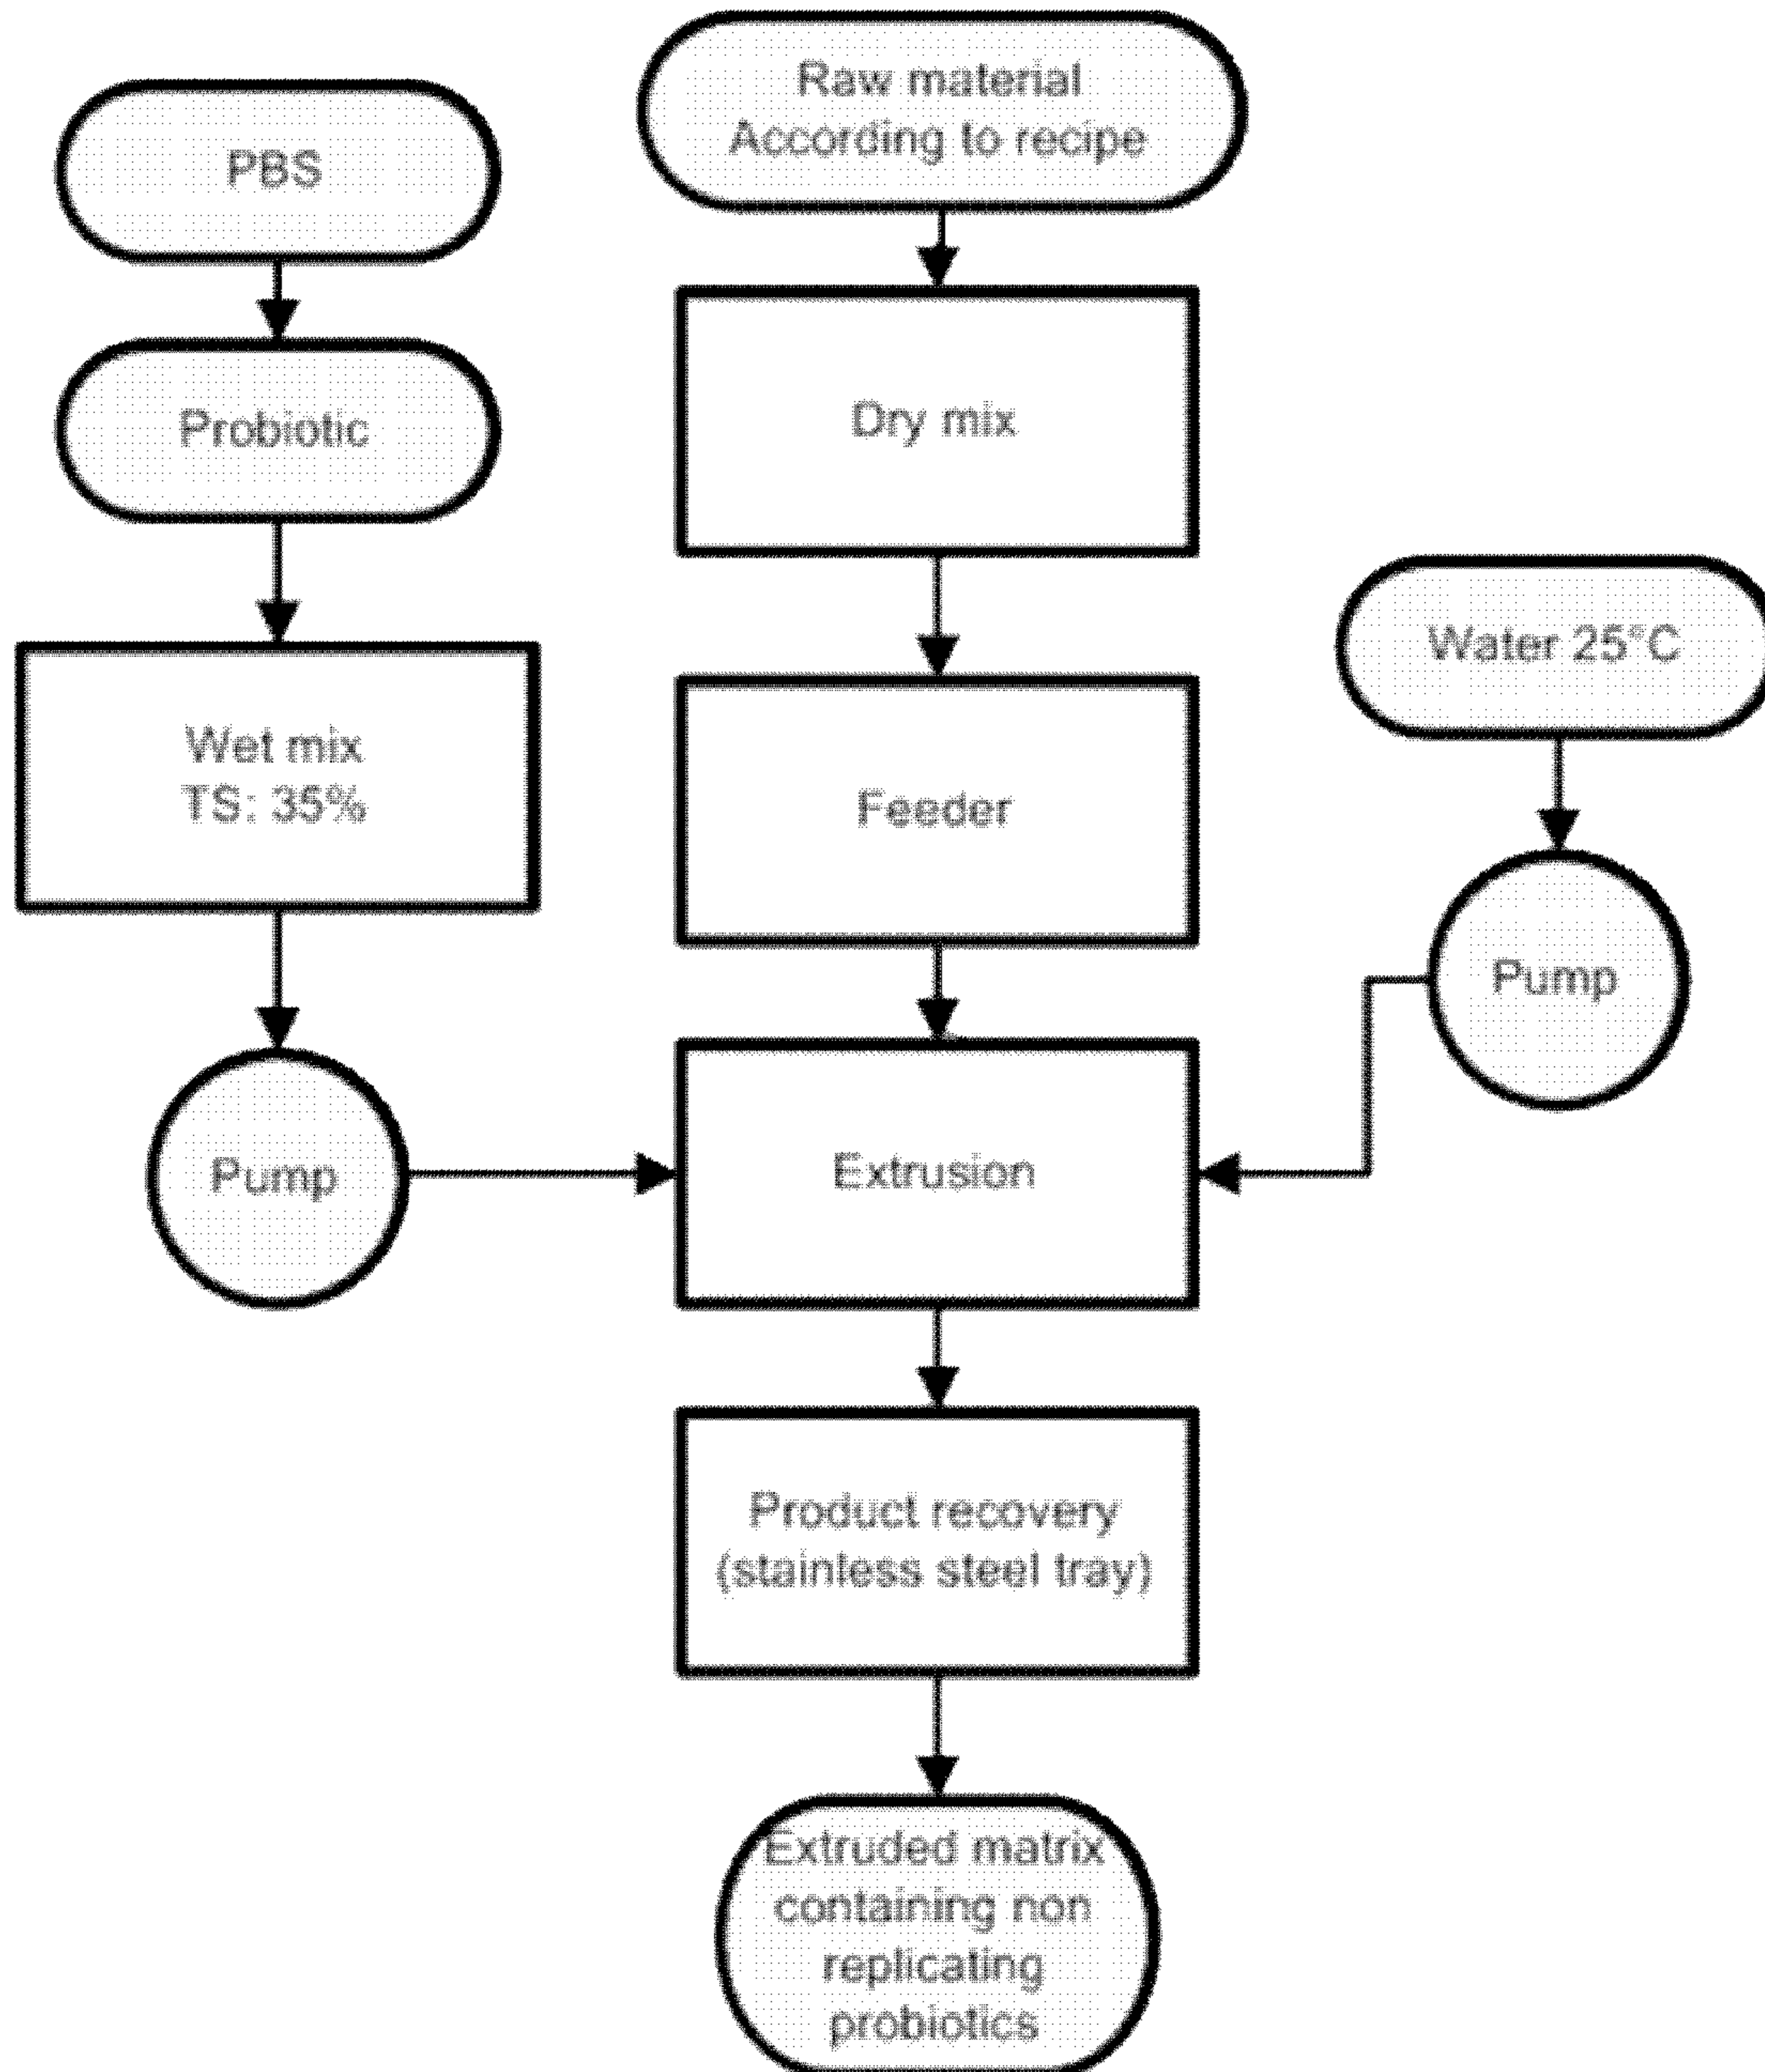 PBS
Probiotic
Wet mix
TS: 35%
Pump
Raw material
According to recipe
Dry mix
Feeder
Extrusion
Product recovery
(stainless steel tray)
Extruded matrix
containing non
replicating
probiotics
Water 25°C
Pump